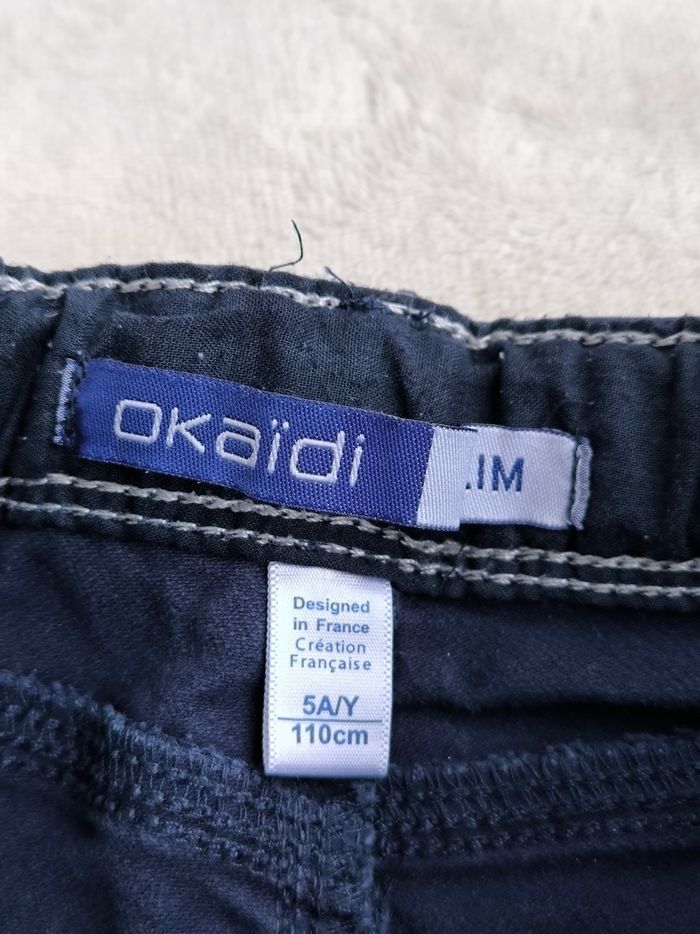 okaïdi
.IM
Designed
in France
Création
Française
5A/Y
110cm